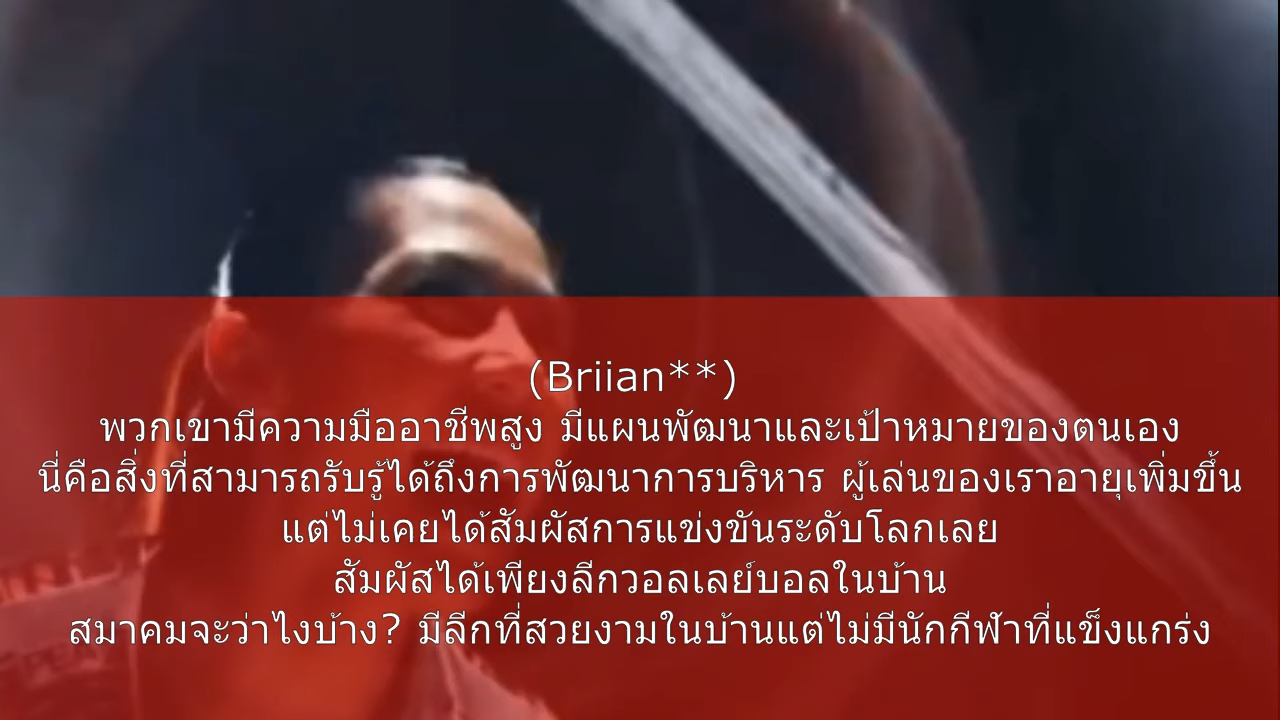 (Briian**)
พวกเขามีความมืออาชีพสูง มีแผนพัฒนาและเป้าหมายของตนเอง
นี่คือสิ่งที่สามารถรับรู้ได้ถึงการพัฒนาการบริหาร ผู้เล่นของเราอายุเพิ่มขึ้น
แต่ไม่เคยได้สัมผัสการแข่งขันระดับโลกเลย
สัมผัสได้เพียงลีกวอลเลย์บอลในบ้าน
สมาคมจะว่าไงบ้าง? มีลีกที่สวยงามในบ้านแต่ไม่มีนักกีฬาที่แข็งแกร่ง